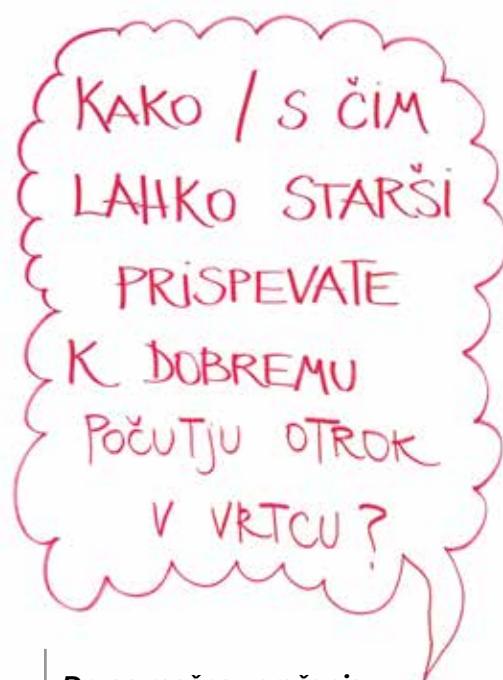 KAKO / S ČIM
LAHKO STARŠI
PRISPEVATE
K DOBREMU
POČUTJU OTROK
V VRTCU?